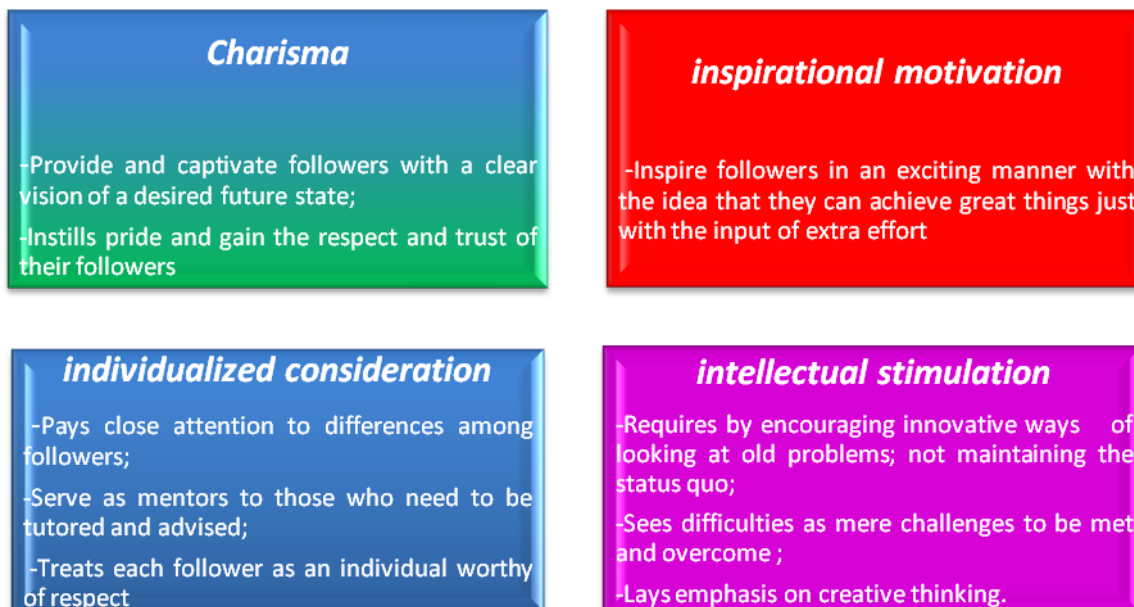 Charisma
-Provide and captivate followers with a clear
vision of a desired future state;
-Instills pride and gain the respect and trust of
their followers
inspirational motivation
-Inspire followers in an exciting manner with
the idea that they can achieve great things just
with the input of extra effort
individualized consideration
-Pays close attention to differences among
followers;
-Serve as mentors to those who need to be
tutored and advised;
-Treats each follower as an individual worthy
of respect
intellectual stimulation
-Requires by encouraging innovative ways of
looking at old problems; not maintaining the
status quo;
-Sees difficulties as mere challenges to be met
and overcome ;
-Lays emphasis on creative thinking.